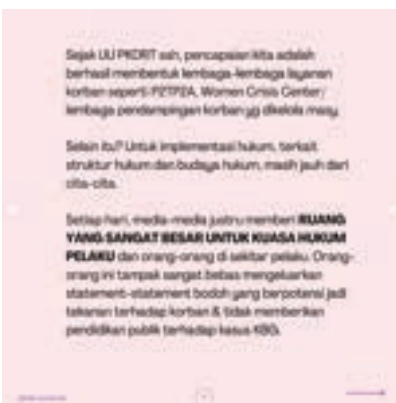 Sejak UU PKDRT sah, pencapaian kita adalah
berhasil membentuk lembaga-lembaga layanan
korban seperti P2TP2A, Women Crisis Center/
lembaga pendampingan korban yg dikelola masy.
Selain itu? Untuk implementasi hukum, terkait
struktur hukum dan budaya hukum, masih jauh dari
cita-cita.
Setiap hari, media-media justru memberi RUANG
YANG SANGAT BESAR UNTUK KUASA HUKUM
PELAKU dan orang-orang di sekitar pelaku. Orang-
orang ini tampak sangat bebas mengeluarkan
statement-statement bodoh yang berpotensi jadi
tekanan terhadap korban & tidak memberikan
pendidikan publik terhadap kasus KBG.